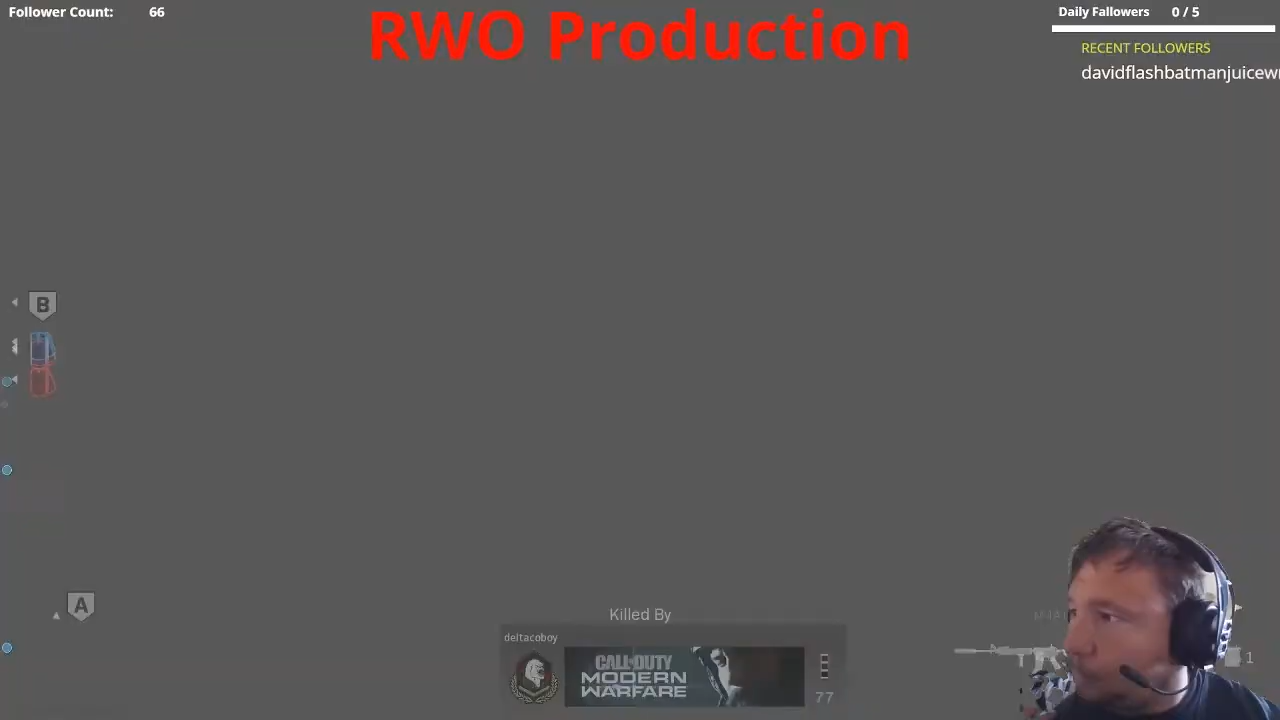 Follower Count: 66
RWO Production
Daily Fallowers 0 / 5
RECENT FOLLOWERS
davidflashbatmanjuicew
B
A
Killed By
deltacoboy
CALL OF DUTY
MODERN
WARFARE
77
1